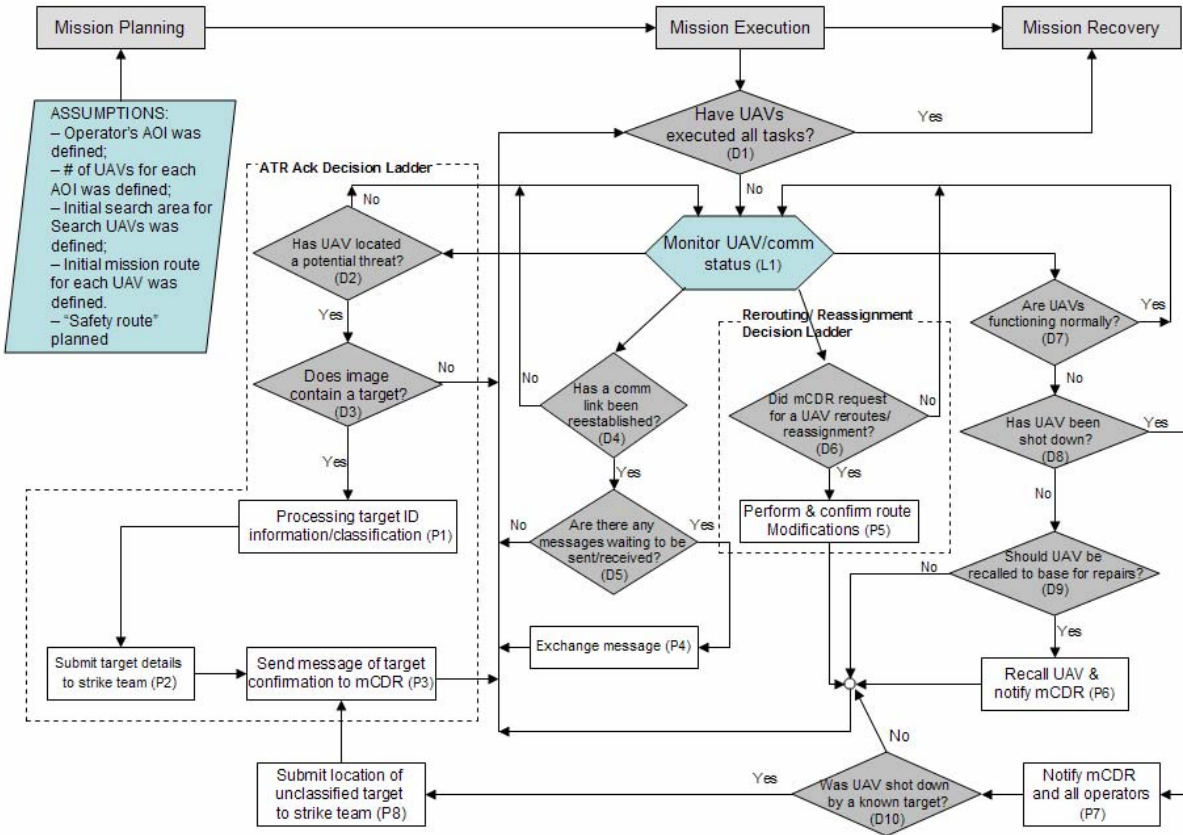 Mission Planning
Mission Execution
Mission Recovery
ASSUMPTIONS:
– Operator's AOI was
defined;
– # of UAVs for each
AOI was defined;
– Initial search area for
Search UAVs was
defined;
– Initial mission route
for each UAV was
defined.
– "Safety route"
planned
Have UAVs
executed all tasks?
(D1)
Yes
No
ATR Ack Decision Ladder
No
Has UAV located
a potential threat?
(D2)
Yes
Does image
contain a target?
(D3)
No
Yes
Processing target ID
information/classification (P1)
Submit target details
to strike team (P2)
Send message of target
confirmation to mCDR (P3)
Monitor UAV/comm
status (L1)
No
Has a comm
link been
reestablished?
(D4)
Yes
No
Are there any
messages waiting to be
sent/received?
(D5)
Yes
Exchange message (P4)
Rerouting/ Reassignment
Decision Ladder
Did mCDR request
for a UAV reroutes/
reassignment?
(D6)
No
Yes
Perform & confirm route
Modifications (P5)
Are UAVs
functioning normally?
(D7)
Yes
No
Has UAV been
shot down?
(D8)
Yes
No
Should UAV be
recalled to base for repairs?
(D9)
No
Yes
Recall UAV &
notify mCDR (P6)
No
Was UAV shot down
by a known target?
(D10)
Yes
Notify mCDR
and all operators
(P7)
Submit location of
unclassified target
to strike team (P8)